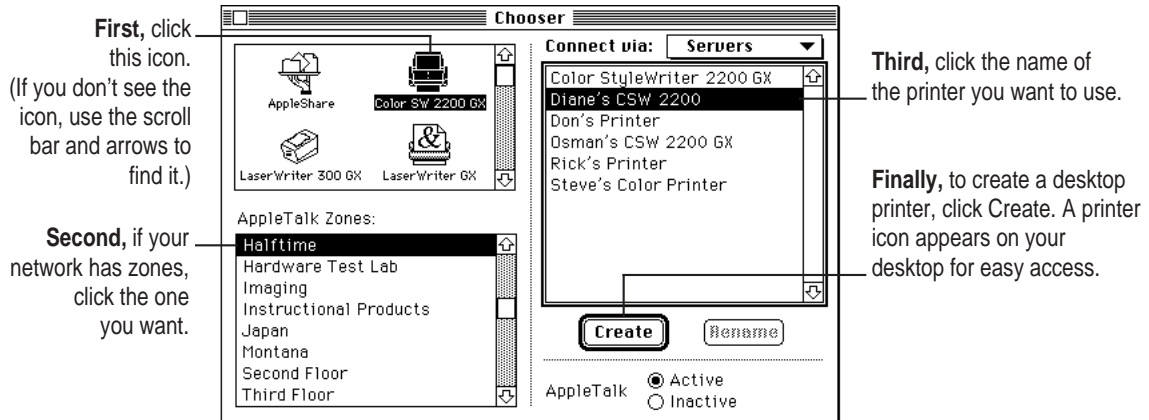 First, click
this icon.
(If you don't see the
icon, use the scroll
bar and arrows to
find it.)
Second, if your
network has zones,
click the one
you want.
Chooser
AppleShare
Color SW 2200 GX
LaserWriter 300 GX
LaserWriter GX
AppleTalk Zones:
Halftime
Hardware Test Lab
Imaging
Instructional Products
Japan
Montana
Second Floor
Third Floor
Connect via: Servers
Color StyleWriter 2200 GX
Diane's CSW 2200
Don's Printer
Osman's CSW 2200 GX
Rick's Printer
Steve's Color Printer
Create
Rename
AppleTalk
Active
Inactive
Third, click the name of
the printer you want to use.
Finally, to create a desktop
printer, click Create. A printer
icon appears on your
desktop for easy access.